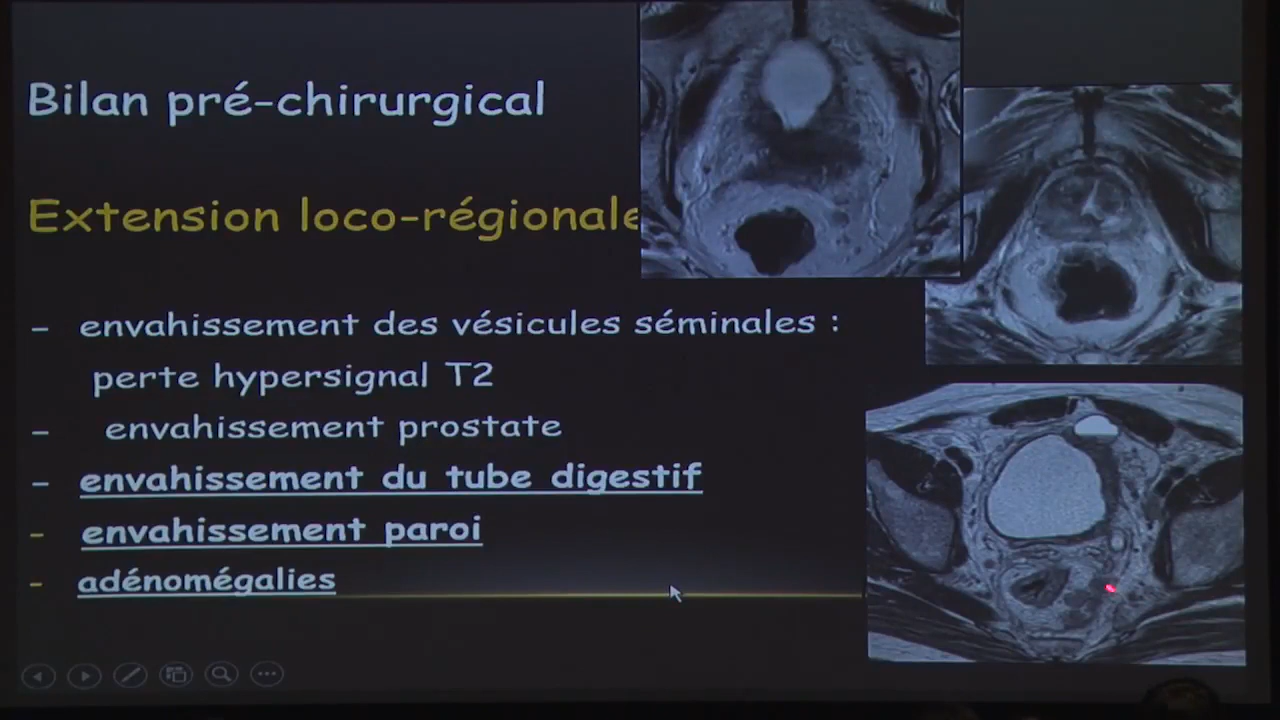 Bilan pré-chirurgical
Extension loco-régionale
- envahissement des vésicules séminales :
perte hypersignal T2
- envahissement prostate
- envahissement du tube digestif
- envahissement paroi
- adénomégalies